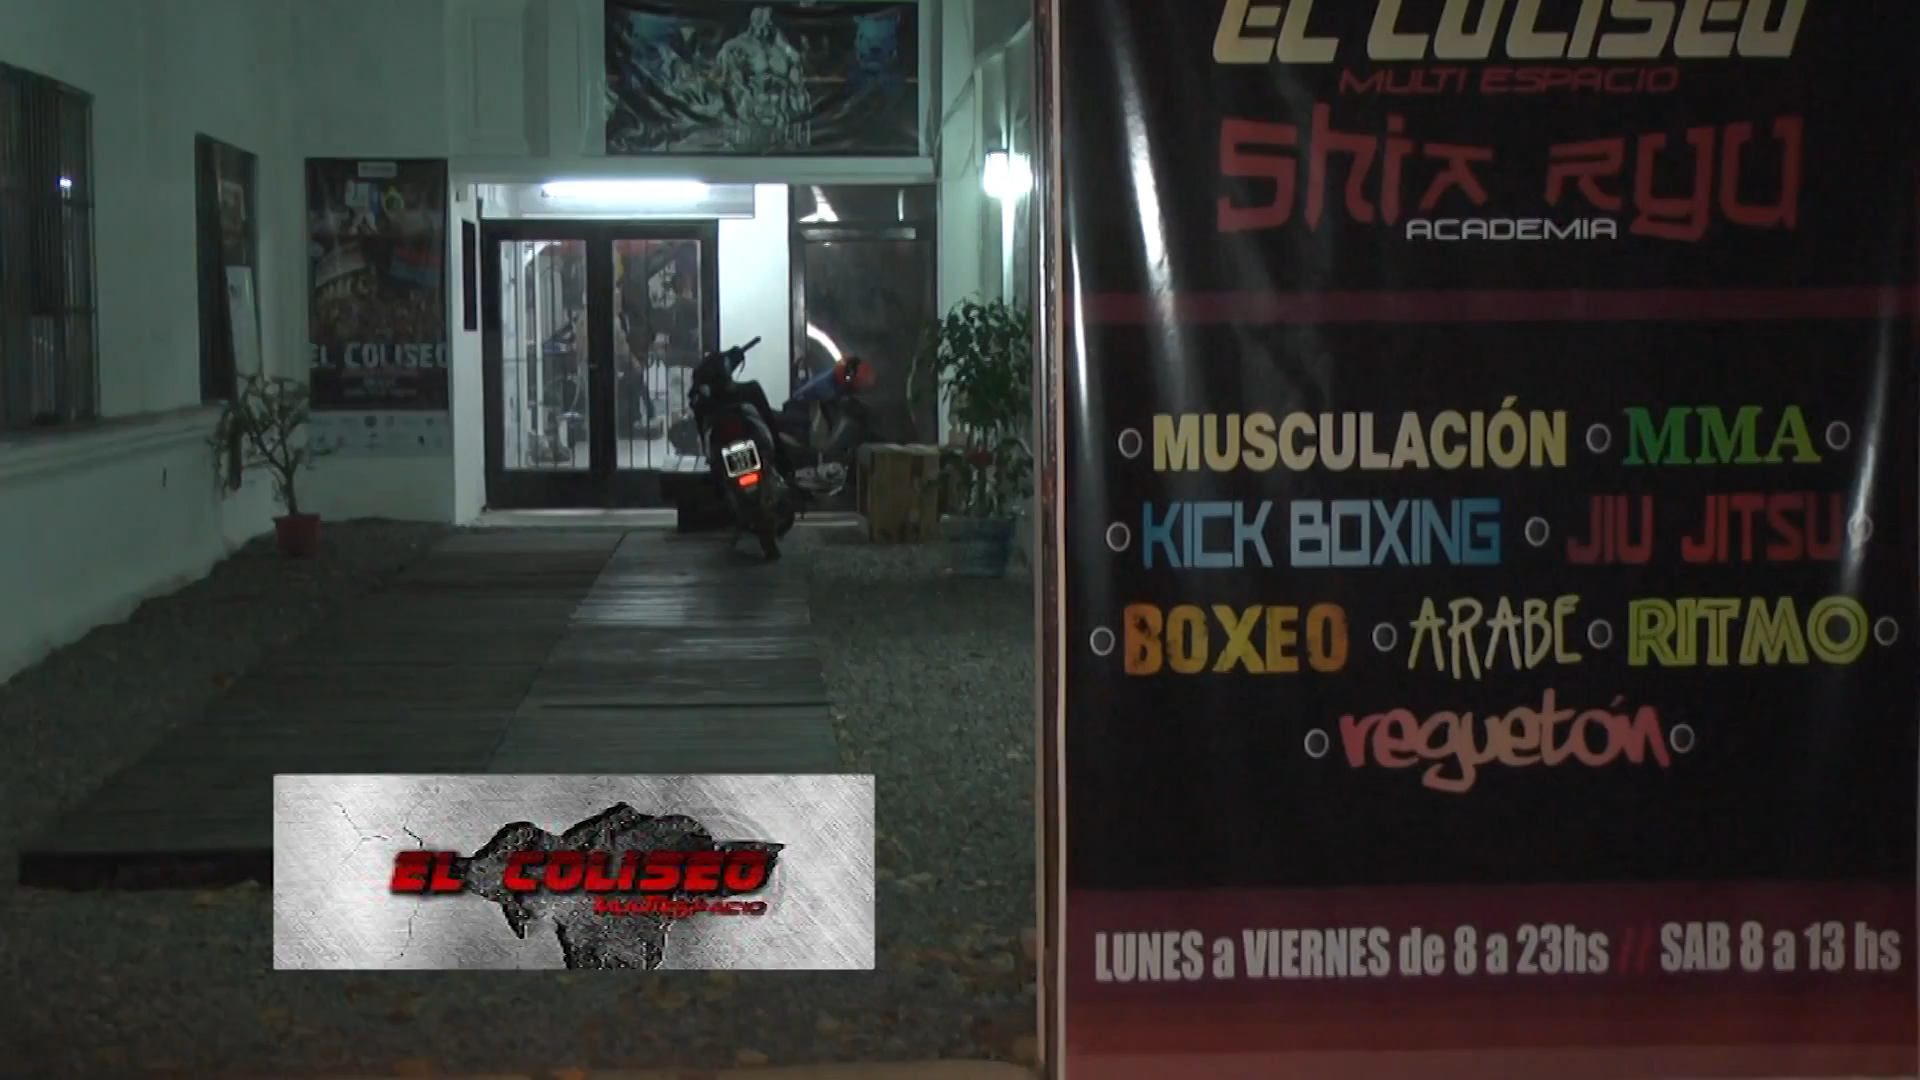 EL COLISEO
MULTI ESPACIO
Shia RYU
ACADEMIA
EL COLISEO
MUSCULACIÓN MMA
KICK BOXING JIU JITSU
BOXEO ARABE RITMO
reguetón
EL COLISEO
MULTIESPACIO
LUNES a VIERNES de 8 a 23hs // SAB 8 a 13 hs